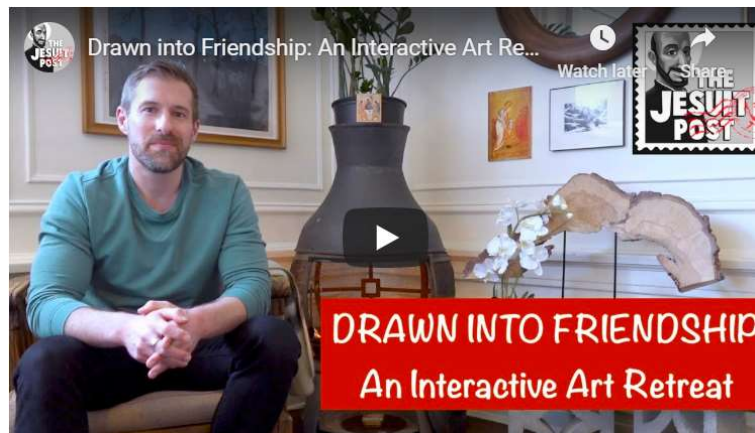 THE
JESUIT
POST
Drawn into Friendship: An Interactive Art Re...
Watch later
Share
THE
JESUIT
POST
DRAWN INTO FRIENDSHIP
An Interactive Art Retreat